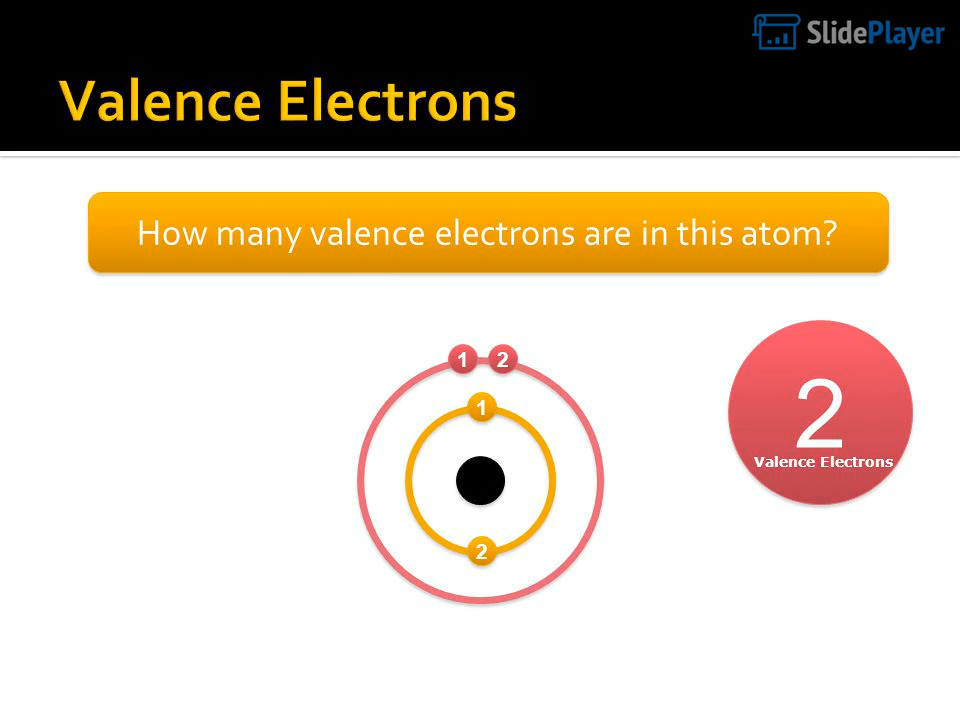 SlidePlayer
Valence Electrons
How many valence electrons are in this atom?
1 2
1
2
2
Valence Electrons